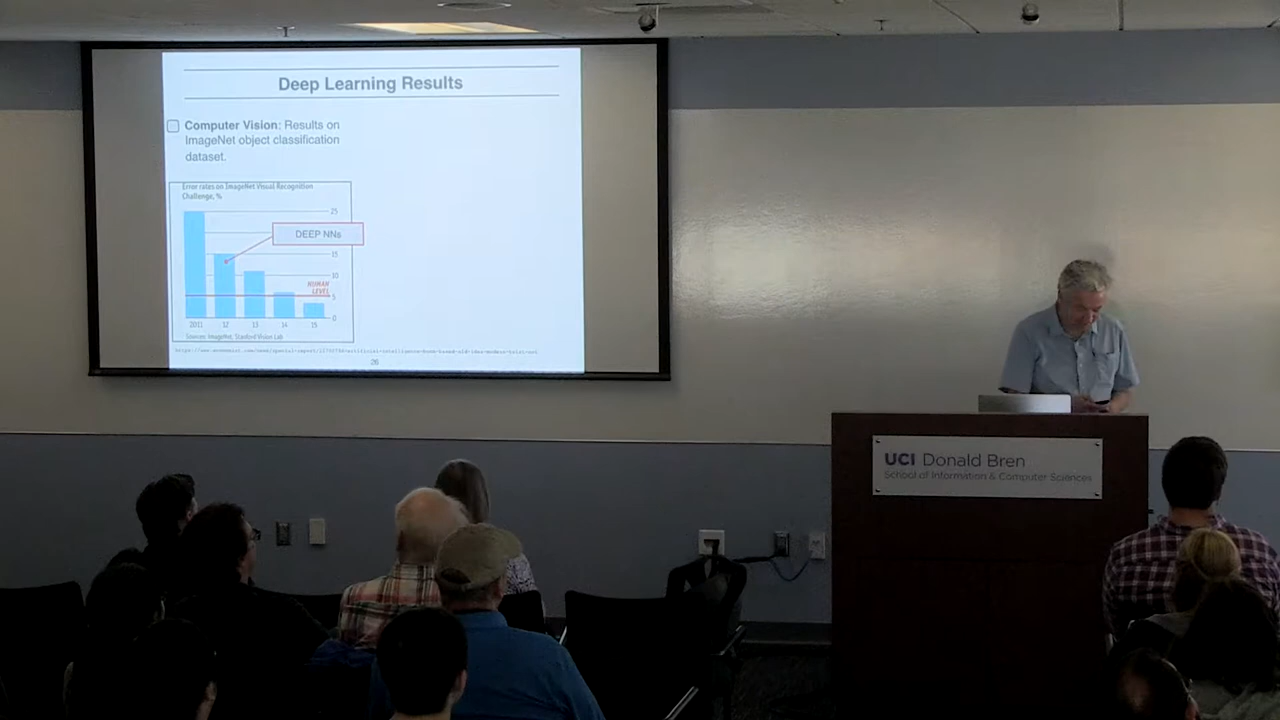 Deep Learning Results
Computer Vision: Results on
ImageNet object classification
dataset.
Error rates on ImageNet Visual Recognition
Challenge, %
25
DEEP NNs
15
10
HUMAN
LEVEL
5
0
2011 12 13 14 15
Sources: ImageNet, Stanford Vision Lab
26
UCI Donald Bren
School of Information & Computer Sciences